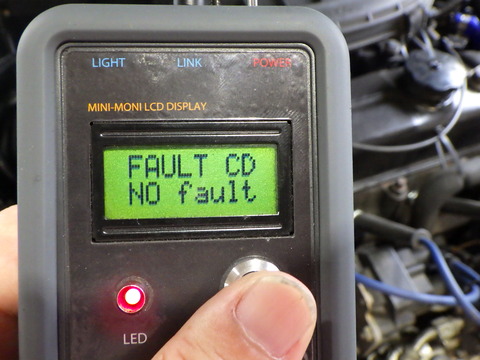 LIGHT LINK POWER
MINI-MONI LCD DISPLAY
FAULT CD
NO fault
LED